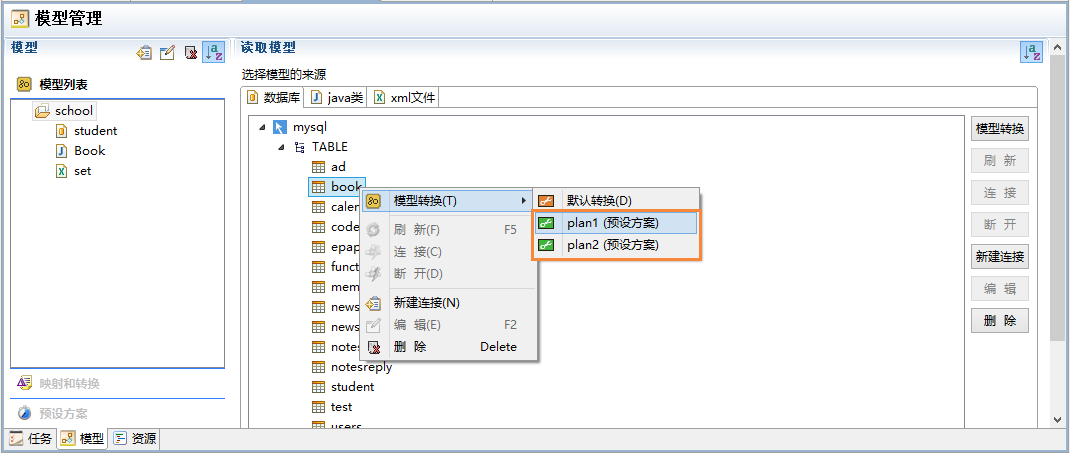 模型管理
模型
模型列表
school
student
Book
set
映射和转换
预设方案
读取模型
选择模型的来源
数据库 java类 xml文件
mysql
TABLE
ad
book
calen
code
epap
funct
mem
news
news
notes
notesreply
student
test
users
模型转换(T)
刷 新(F) F5
连 接(C)
断 开(D)
新建连接(N)
编 辑(E) F2
删 除 Delete
默认转换(D)
plan1 (预设方案)
plan2 (预设方案)
模型转换
刷 新
连 接
断 开
新建连接
编 辑
删 除
任务 模型 资源